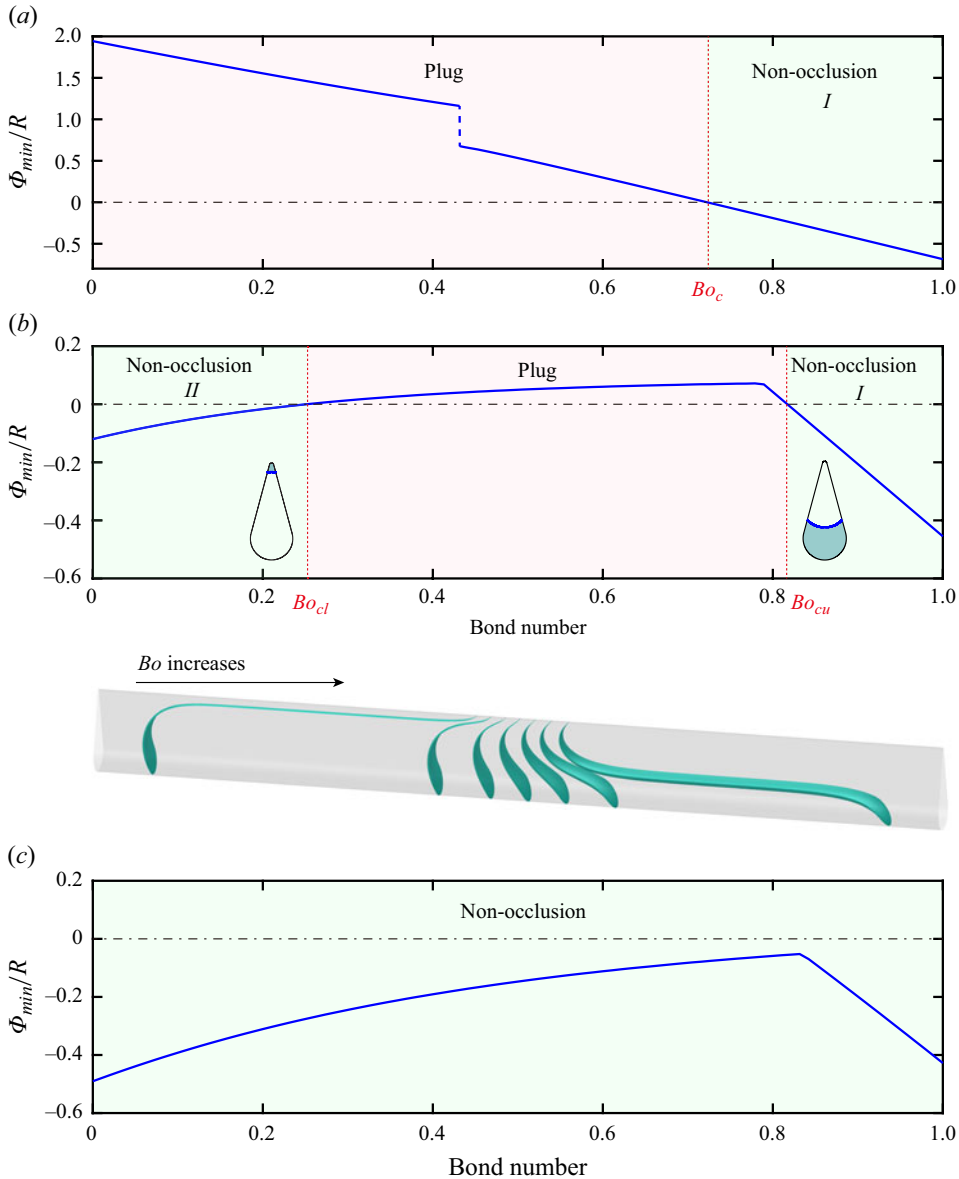 (a)
2.0
1.5
1.0
0.5
0
–0.5
Φmin/R
Plug
Non-occlusion
I
0
0.2
0.4
0.6
Bo_c
0.8
1.0
(b)
0.2
0
–0.2
–0.4
–0.6
Φmin/R
Non-occlusion
II
Plug
Non-occlusion
I
0
0.2
Bo_cl
0.4
0.6
Bo_cu
0.8
1.0
Bond number
Bo increases
(c)
0.2
0
–0.2
–0.4
–0.6
Φmin/R
Non-occlusion
0
0.2
0.4
0.6
0.8
1.0
Bond number